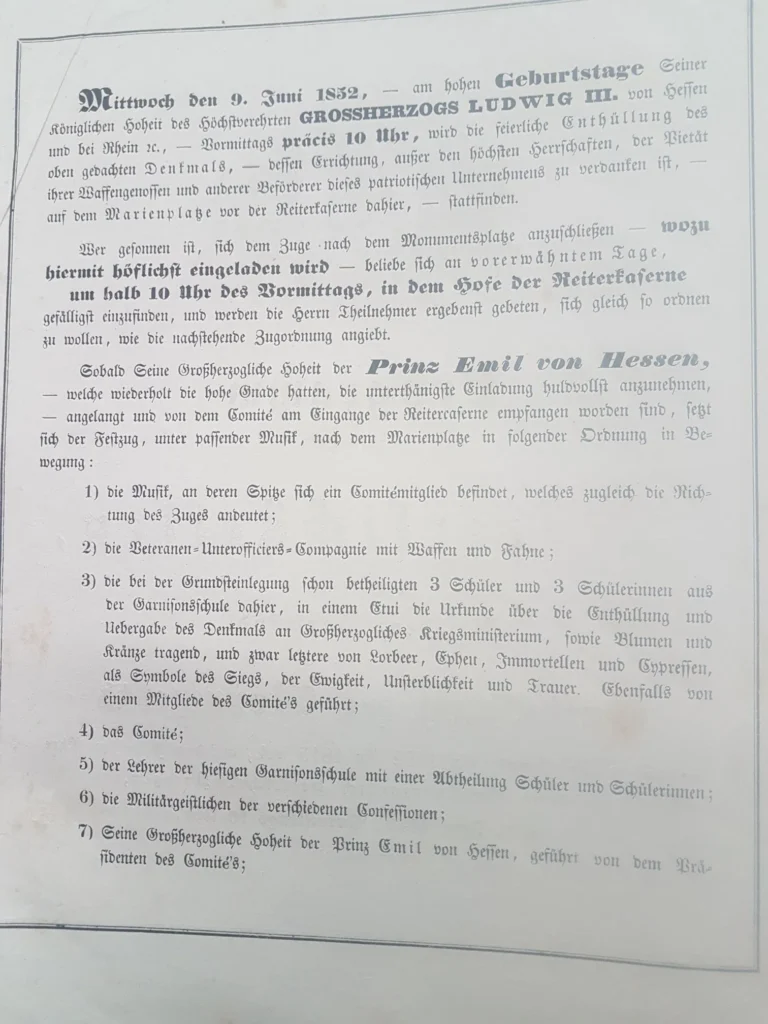 Mittwoch den 9. Juni 1852, — am hohen Geburtstage Seiner
Königlichen Hoheit des Höchstverehrten GROSSHERZOGS LUDWIG III. von Hessen
und bei Rhein ꝛc., — Vormittags präcis 10 Uhr, wird die feierliche Enthüllung des
oben gedachten Denkmals, — dessen Errichtung, außer den höchsten Herrschaften, der Pietät
ihrer Waffengenossen und anderer Beförderer dieses patriotischen Unternehmens zu verdanken ist, —
auf dem Marienplatze vor der Reiterkaserne dahier, — stattfinden.
Wer gesonnen ist, sich dem Zuge nach dem Monumentsplatze anzuschließen — wozu
hiermit höflichst eingeladen wird — beliebe sich an vorerwähntem Tage,
um halb 10 Uhr des Vormittags, in dem Hofe der Reiterkaserne
gefälligst einzufinden, und werden die Herrn Theilnehmer ergebenst gebeten, sich gleich so ordnen
zu wollen, wie die nachstehende Zugordnung angiebt.
Sobald Seine Großherzogliche Hoheit der Prinz Emil von Hessen,
— welche wiederholt die hohe Gnade hatten, die unterthänigste Einladung huldvollst anzunehmen,
— angelangt und von dem Comité am Eingange der Reitercaserne empfangen worden sind, setzt
sich der Festzug, unter passender Musik, nach dem Marienplatze in folgender Ordnung in Be-
wegung:
1) die Musik, an deren Spitze sich ein Comitémitglied befindet, welches zugleich die Rich-
tung des Zuges andeutet;
2) die Veteranen-Unterofficiers-Compagnie mit Waffen und Fahne;
3) die bei der Grundsteinlegung schon betheiligten 3 Schüler und 3 Schülerinnen aus
der Garnisonsschule dahier, in einem Etui die Urkunde über die Enthüllung und
Uebergabe des Denkmals an Großherzogliches Kriegsministerium, sowie Blumen und
Kränze tragend, und zwar letztere von Lorbeer, Epheu, Immortellen und Cypressen,
als Symbole des Siegs, der Ewigkeit, Unsterblichkeit und Trauer. Ebenfalls von
einem Mitgliede des Comité's geführt;
4) das Comité;
5) der Lehrer der hiesigen Garnisonsschule mit einer Abtheilung Schüler und Schülerinnen;
6) die Militärgeistlichen der verschiedenen Confessionen;
7) Seine Großherzogliche Hoheit der Prinz Emil von Hessen, geführt von dem Prä-
sidenten des Comité's;